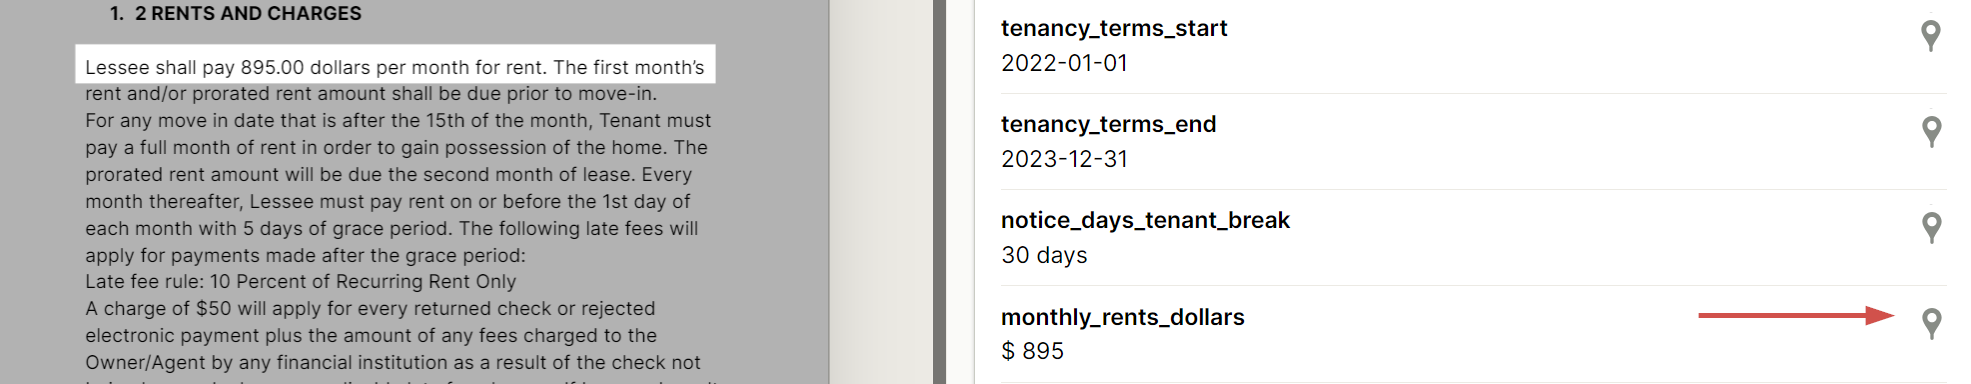 1. 2 RENTS AND CHARGES
Lessee shall pay 895.00 dollars per month for rent. The first month’s
rent and/or prorated rent amount shall be due prior to move-in.
For any move in date that is after the 15th of the month, Tenant must
pay a full month of rent in order to gain possession of the home. The
prorated rent amount will be due the second month of lease. Every
month thereafter, Lessee must pay rent on or before the 1st day of
each month with 5 days of grace period. The following late fees will
apply for payments made after the grace period:
Late fee rule: 10 Percent of Recurring Rent Only
A charge of $50 will apply for every returned check or rejected
electronic payment plus the amount of any fees charged to the
Owner/Agent by any financial institution as a result of the check not
tenancy_terms_start
2022-01-01
tenancy_terms_end
2023-12-31
notice_days_tenant_break
30 days
monthly_rents_dollars
$ 895